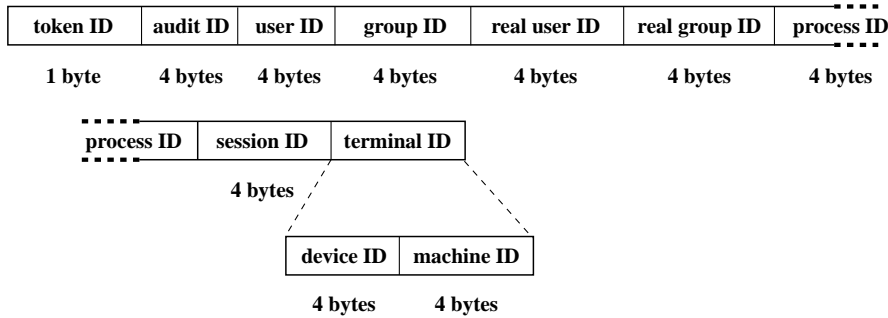 token ID audit ID user ID group ID real user ID real group ID process ID
1 byte 4 bytes 4 bytes 4 bytes 4 bytes 4 bytes 4 bytes
process ID session ID terminal ID
4 bytes
device ID machine ID
4 bytes 4 bytes